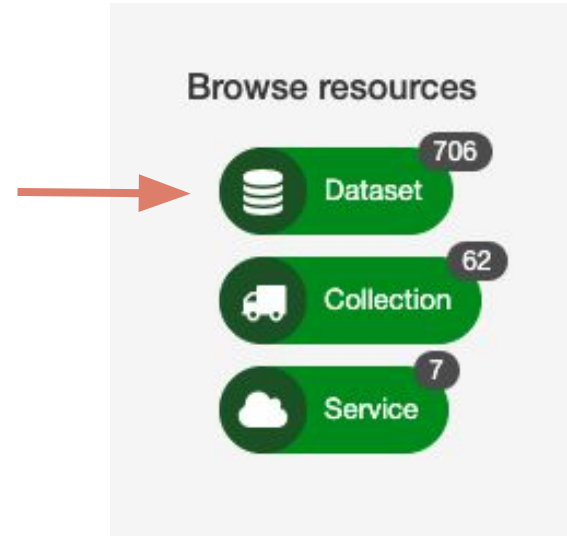 Browse resources
706
Dataset
62
Collection
7
Service